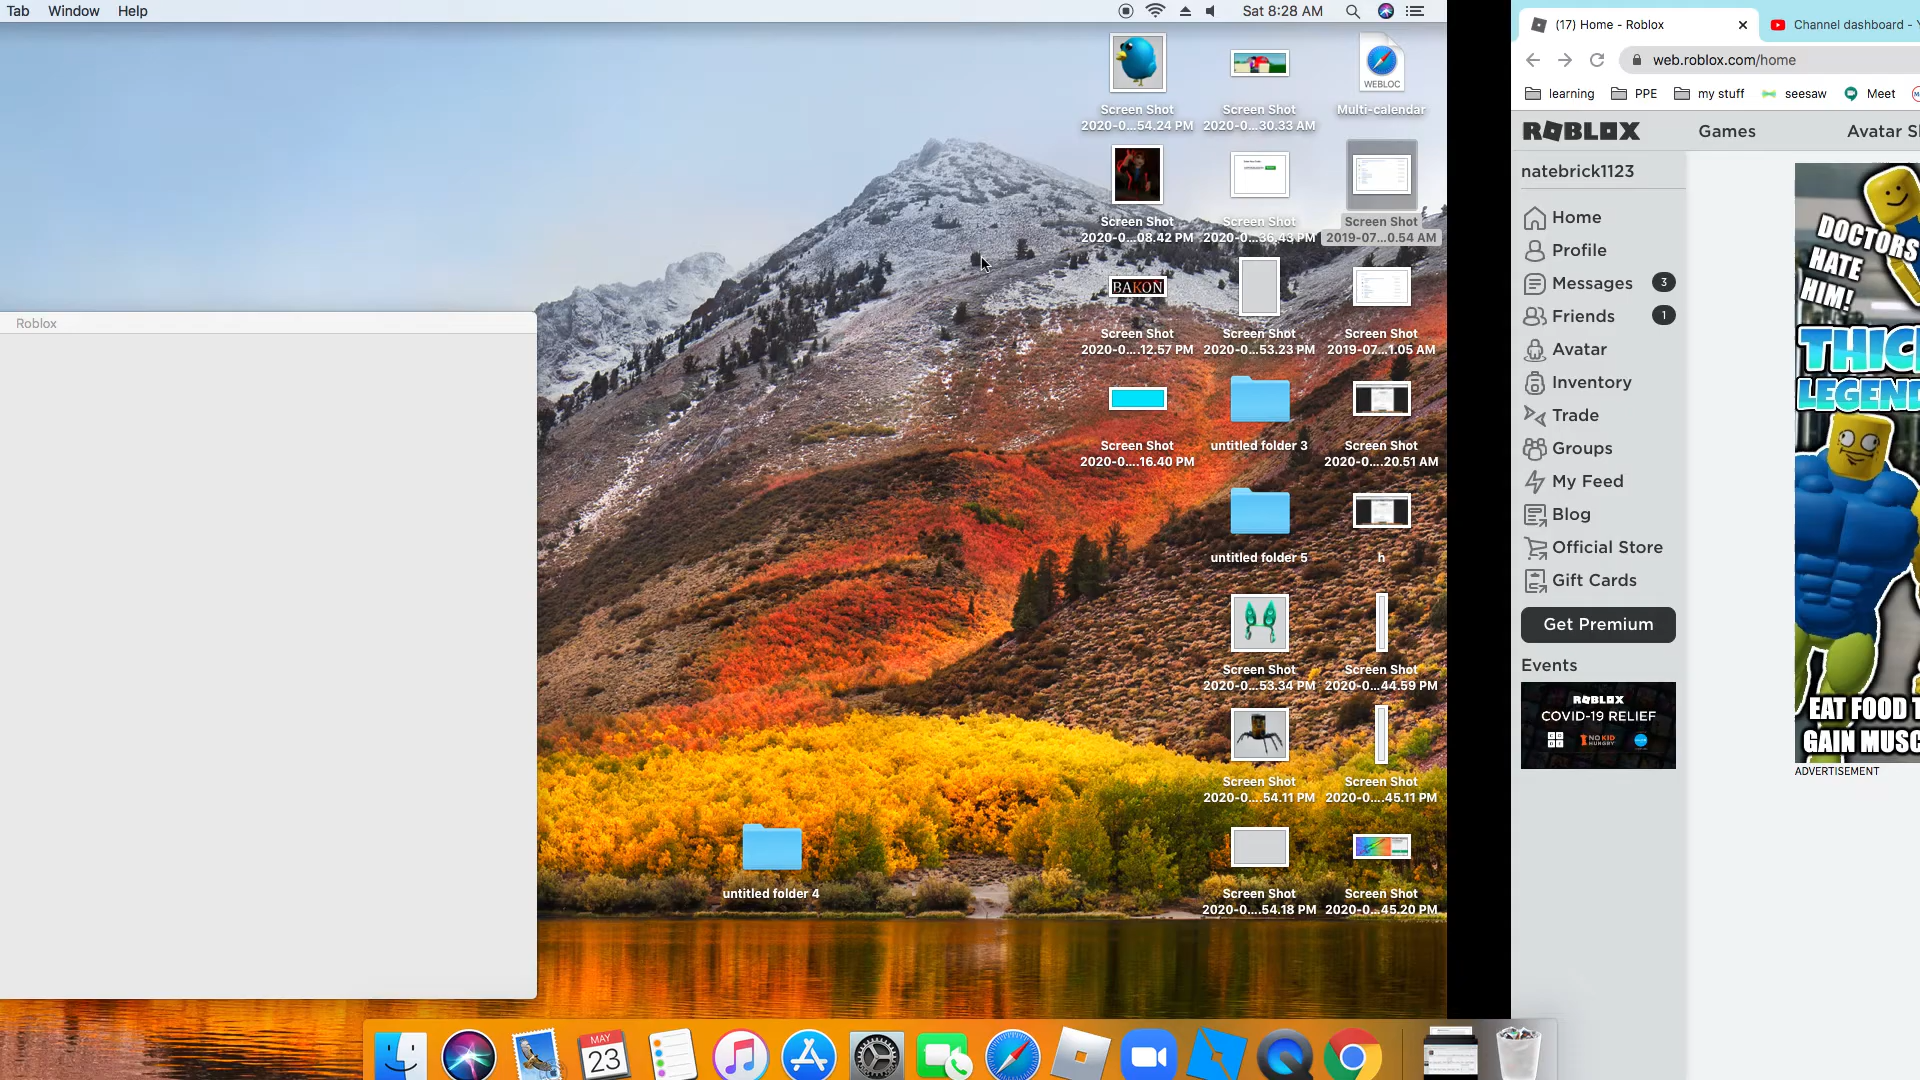 Tab Window Help
Sat 8:28 AM
Roblox
Screen Shot
2020-0...54.24 PM
Screen Shot
2020-0...30.33 AM
WEBLOC
Multi-calendar
Screen Shot
2020-0...08.42 PM
Screen Shot
2020-0...36.43 PM
Screen Shot
2019-07...0.54 AM
BAKON
Screen Shot
2020-0....12.57 PM
Screen Shot
2020-0...53.23 PM
Screen Shot
2019-07...1.05 AM
Screen Shot
2020-0....16.40 PM
untitled folder 3
Screen Shot
2020-0....20.51 AM
untitled folder 5
h
Screen Shot
2020-0...53.34 PM
Screen Shot
2020-0...44.59 PM
Screen Shot
2020-0....54.11 PM
Screen Shot
2020-0....45.11 PM
untitled folder 4
Screen Shot
2020-0....54.18 PM
Screen Shot
2020-0...45.20 PM
MAY
23
(17) Home - Roblox
Channel dashboard -
web.roblox.com/home
learning PPE my stuff seesaw Meet
ROBLOX Games Avatar
natebrick1123
Home
Profile
Messages 3
Friends 1
Avatar
Inventory
Trade
Groups
My Feed
Blog
Official Store
Gift Cards
Get Premium
Events
ROBLOX
COVID-19 RELIEF
NO KID
HUNGRY
DOCTORS
HATE
HIM!
THIC
LEGEN
EAT FOOD T
GAIN MUSC
ADVERTISEMENT